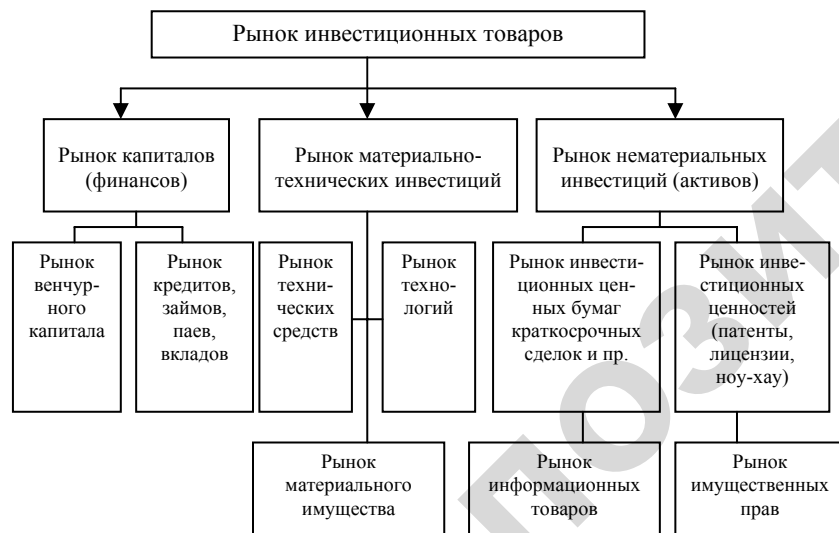 Рынок инвестиционных товаров
Рынок капиталов
(финансов)
Рынок материально-
технических инвестиций
Рынок нематериальных
инвестиций (активов)
Рынок
венчур-
ного
капитала
Рынок
кредитов,
займов,
паев,
вкладов
Рынок
техни-
ческих
средств
Рынок
техно-
логий
Рынок инвести-
ционных цен-
ных бумаг
краткосрочных
сделок и пр.
Рынок инве-
стиционных
ценностей
(патенты,
лицензии,
ноу-хау)
Рынок
материального
имущества
Рынок
информационных
товаров
Рынок
имущественных
прав
позит